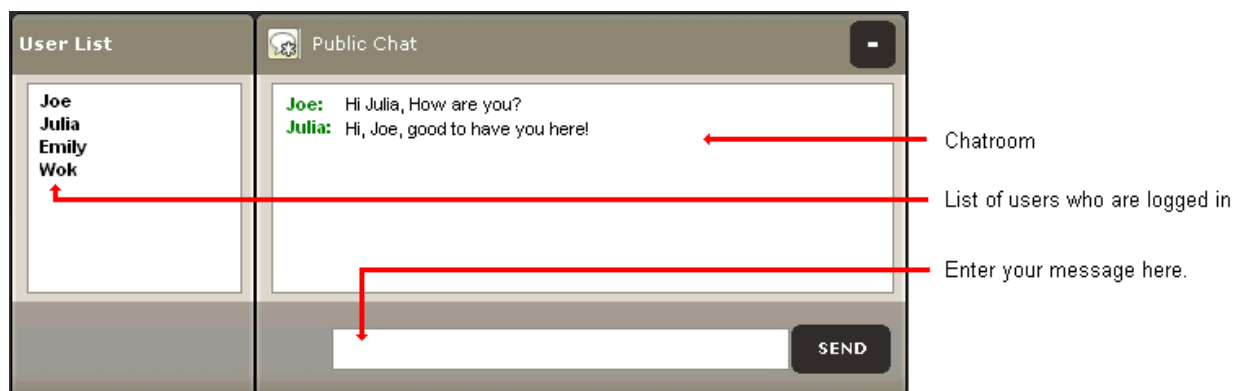 User List
Public Chat
-
Joe
Julia
Emily
Wok
Joe: Hi Julia, How are you?
Julia: Hi, Joe, good to have you here!
Chatroom
List of users who are logged in
Enter your message here.
SEND